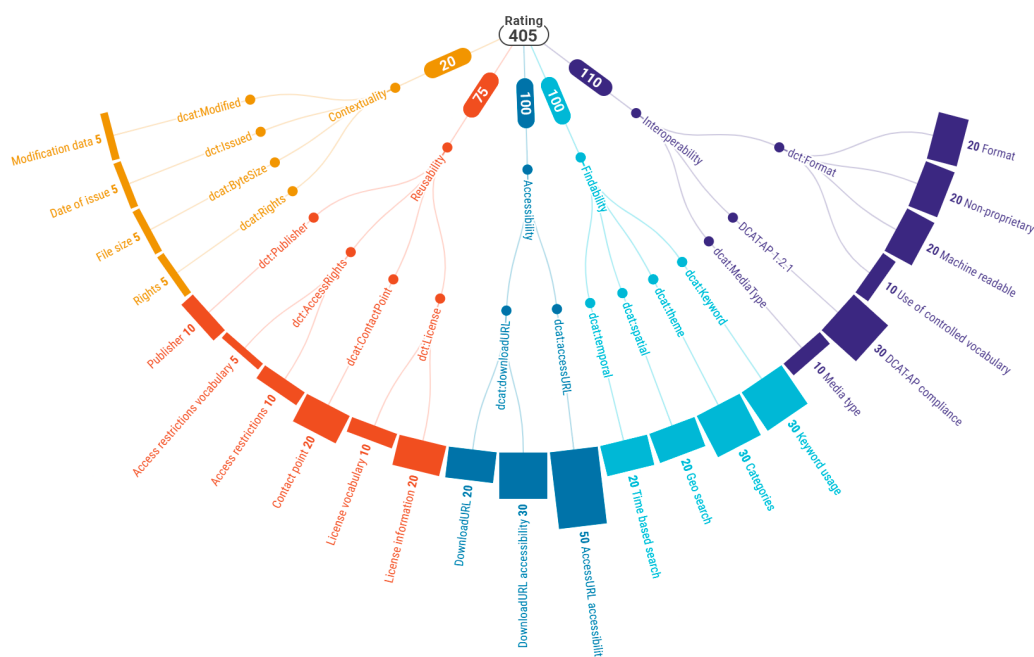 Rating
405
20
75
100
100
110
Contextuality
dcat:Modified
dct:Issued
dcat:ByteSize
dcat:Rights
Modification data 5
Date of issue 5
File size 5
Rights 5
Reusability
dct:Publisher
dct:AccessRights
dcat:ContactPoint
dct:License
Publisher 10
Access restrictions vocabulary 5
Access restrictions 10
Contact point 20
License vocabulary 10
License information 20
Accessibility
dcat:downloadURL
dcat:accessURL
DownloadURL 20
DownloadURL accessibility 30
50 AccessURL accessibilit
Findability
dcat:temporal
dcat:spatial
dcat:theme
dcat:Keyword
20 Time based search
20 Geo search
30 Categories
30 Keyword usage
Interoperability
dct:Format
DCAT-AP 1.2.1
dcat:MediaType
20 Format
20 Non-proprietary
20 Machine readable
10 Use of controlled vocabulary
30 DCAT-AP compliance
10 Media type